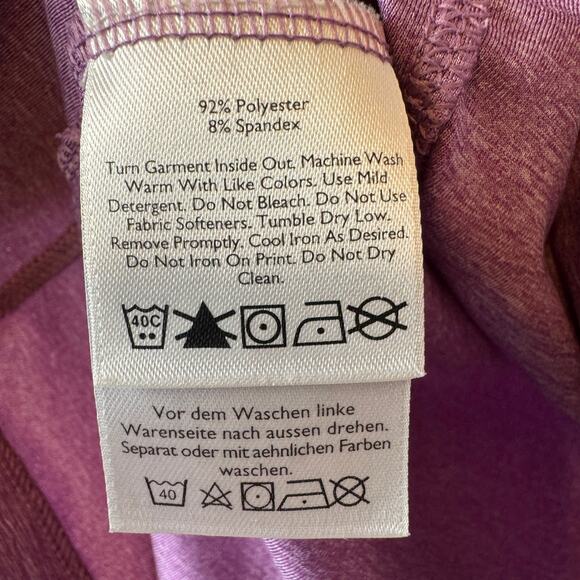 92% Polyester
8% Spandex
Turn Garment Inside Out. Machine Wash
Warm With Like Colors. Use Mild
Detergent. Do Not Bleach. Do Not Use
Fabric Softeners. Tumble Dry Low.
Remove Promptly. Cool Iron As Desired.
Do Not Iron On Print. Do Not Dry
Clean.
40C
Vor dem Waschen linke
Warenseite nach aussen drehen.
Separat oder mit aehnlichen Farben
waschen.
40